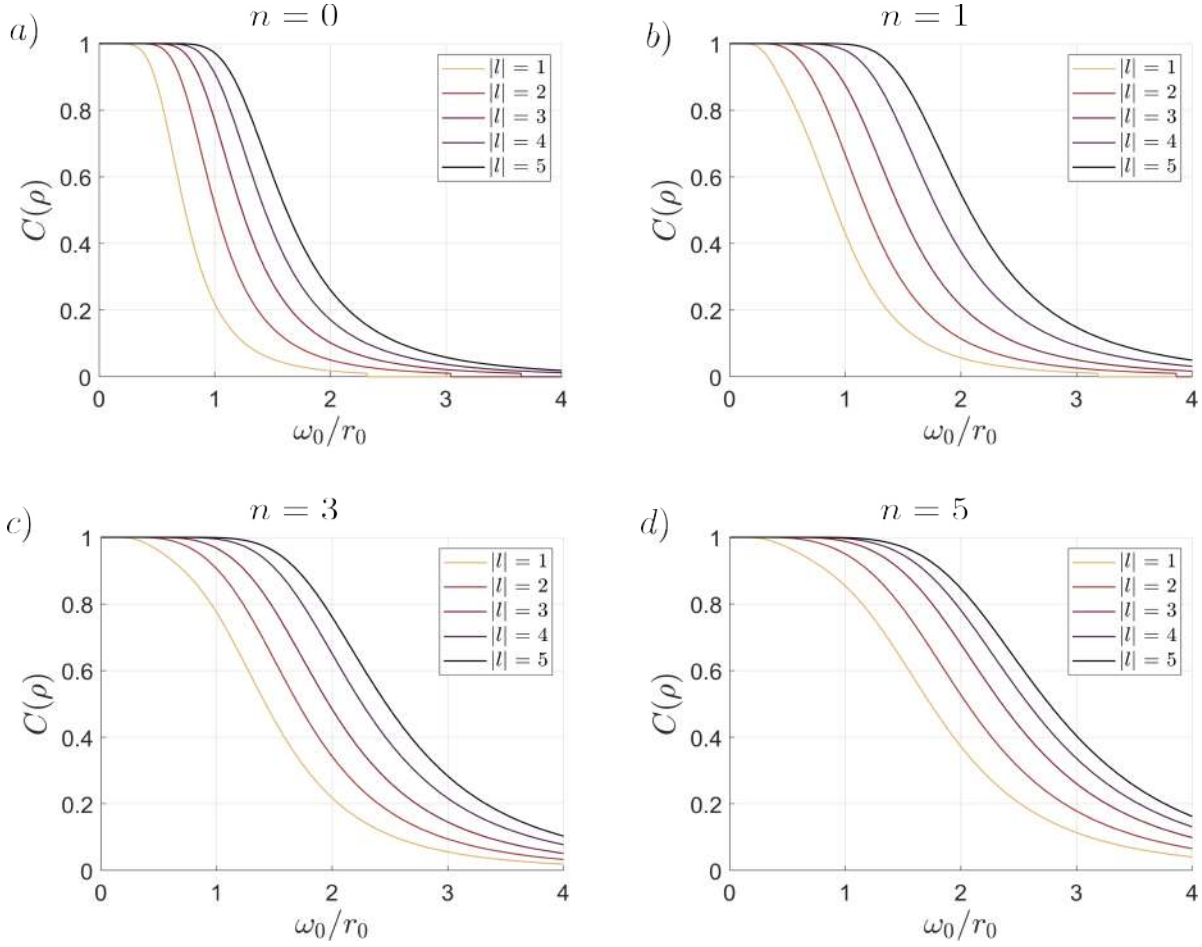 a)
n = 0
1
0.8
0.6
0.4
0.2
0
C(ρ)
0 1 2 3 4
ω₀/r₀
|l| = 1
|l| = 2
|l| = 3
|l| = 4
|l| = 5
b)
n = 1
1
0.8
0.6
0.4
0.2
0
C(ρ)
0 1 2 3 4
ω₀/r₀
|l| = 1
|l| = 2
|l| = 3
|l| = 4
|l| = 5
c)
n = 3
1
0.8
0.6
0.4
0.2
0
C(ρ)
0 1 2 3 4
ω₀/r₀
|l| = 1
|l| = 2
|l| = 3
|l| = 4
|l| = 5
d)
n = 5
1
0.8
0.6
0.4
0.2
0
C(ρ)
0 1 2 3 4
ω₀/r₀
|l| = 1
|l| = 2
|l| = 3
|l| = 4
|l| = 5